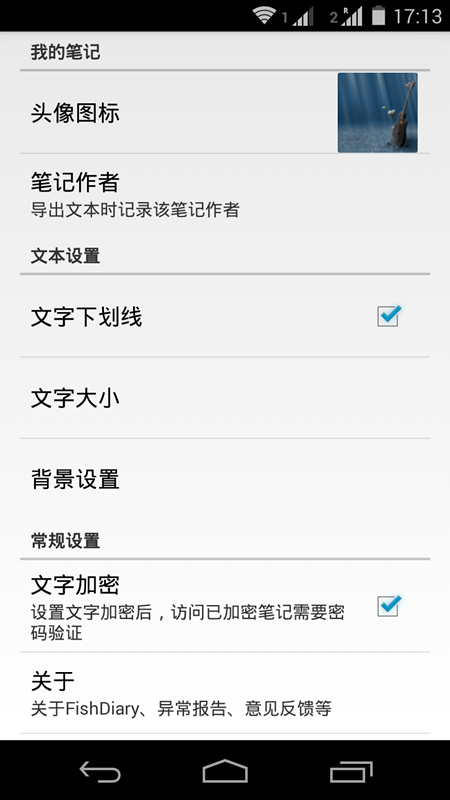 1 2 R 17:13
我的笔记
头像图标
笔记作者
导出文本时记录该笔记作者
文本设置
文字下划线
文字大小
背景设置
常规设置
文字加密
设置文字加密后，访问已加密笔记需要密
码验证
关于
关于FishDiary、异常报告、意见反馈等